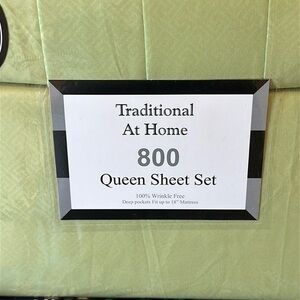 Traditional
At Home
800
Queen Sheet Set
100% Wrinkle Free
Deep pockets Fit up to 18" Mattress